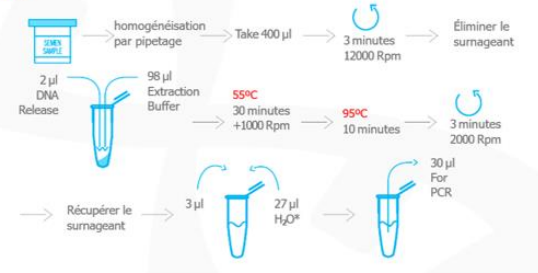 SEMEN
SAMPLE
homogénéisation
par pipetage
Take 400 µl
3 minutes
12000 Rpm
Éliminer le
surnageant
2 µl
DNA
Release
98 µl
Extraction
Buffer
55ºC
30 minutes
+1000 Rpm
95ºC
10 minutes
3 minutes
2000 Rpm
Récupérer le
surnageant
3 µl
27 µl
H₂O*
30 µl
For
PCR